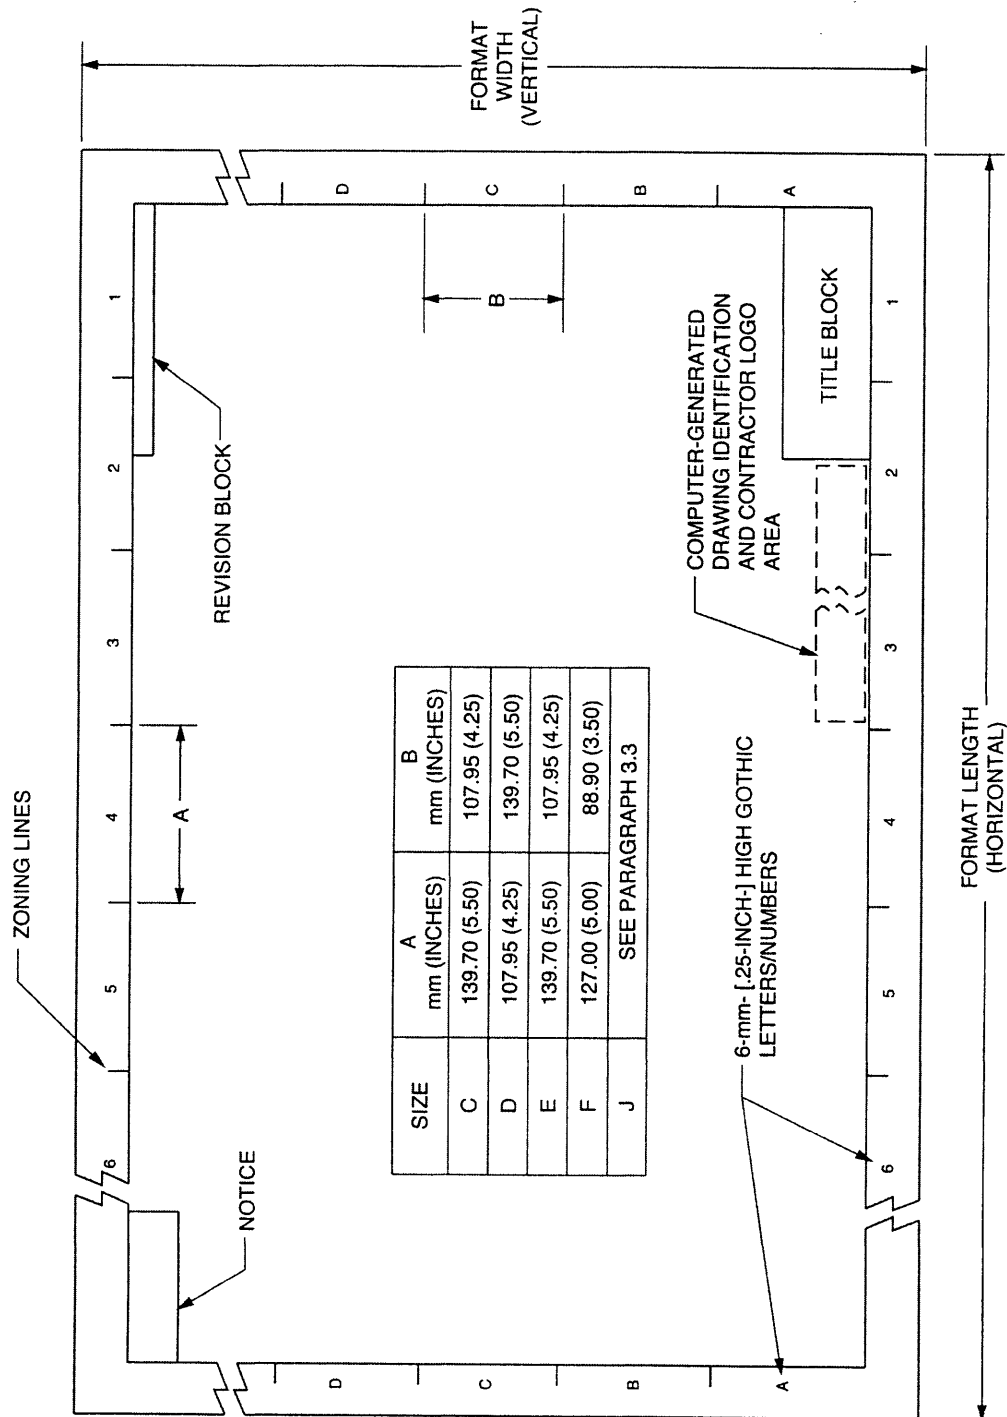 ZONING LINES
6
5
4
3
2
1
A
NOTICE
REVISION BLOCK
FORMAT
WIDTH
(VERTICAL)
D
C
B
A
D
C
B
A
B
SIZE
A
mm (INCHES)
B
mm (INCHES)
C 139.70 (5.50) 107.95 (4.25)
D 107.95 (4.25) 139.70 (5.50)
E 139.70 (5.50) 107.95 (4.25)
F 127.00 (5.00) 88.90 (3.50)
J SEE PARAGRAPH 3.3
COMPUTER-GENERATED
DRAWING IDENTIFICATION
AND CONTRACTOR LOGO
AREA
TITLE BLOCK
6-mm- [.25-INCH-] HIGH GOTHIC
LETTERS/NUMBERS
6
5
4
3
2
1
FORMAT LENGTH
(HORIZONTAL)